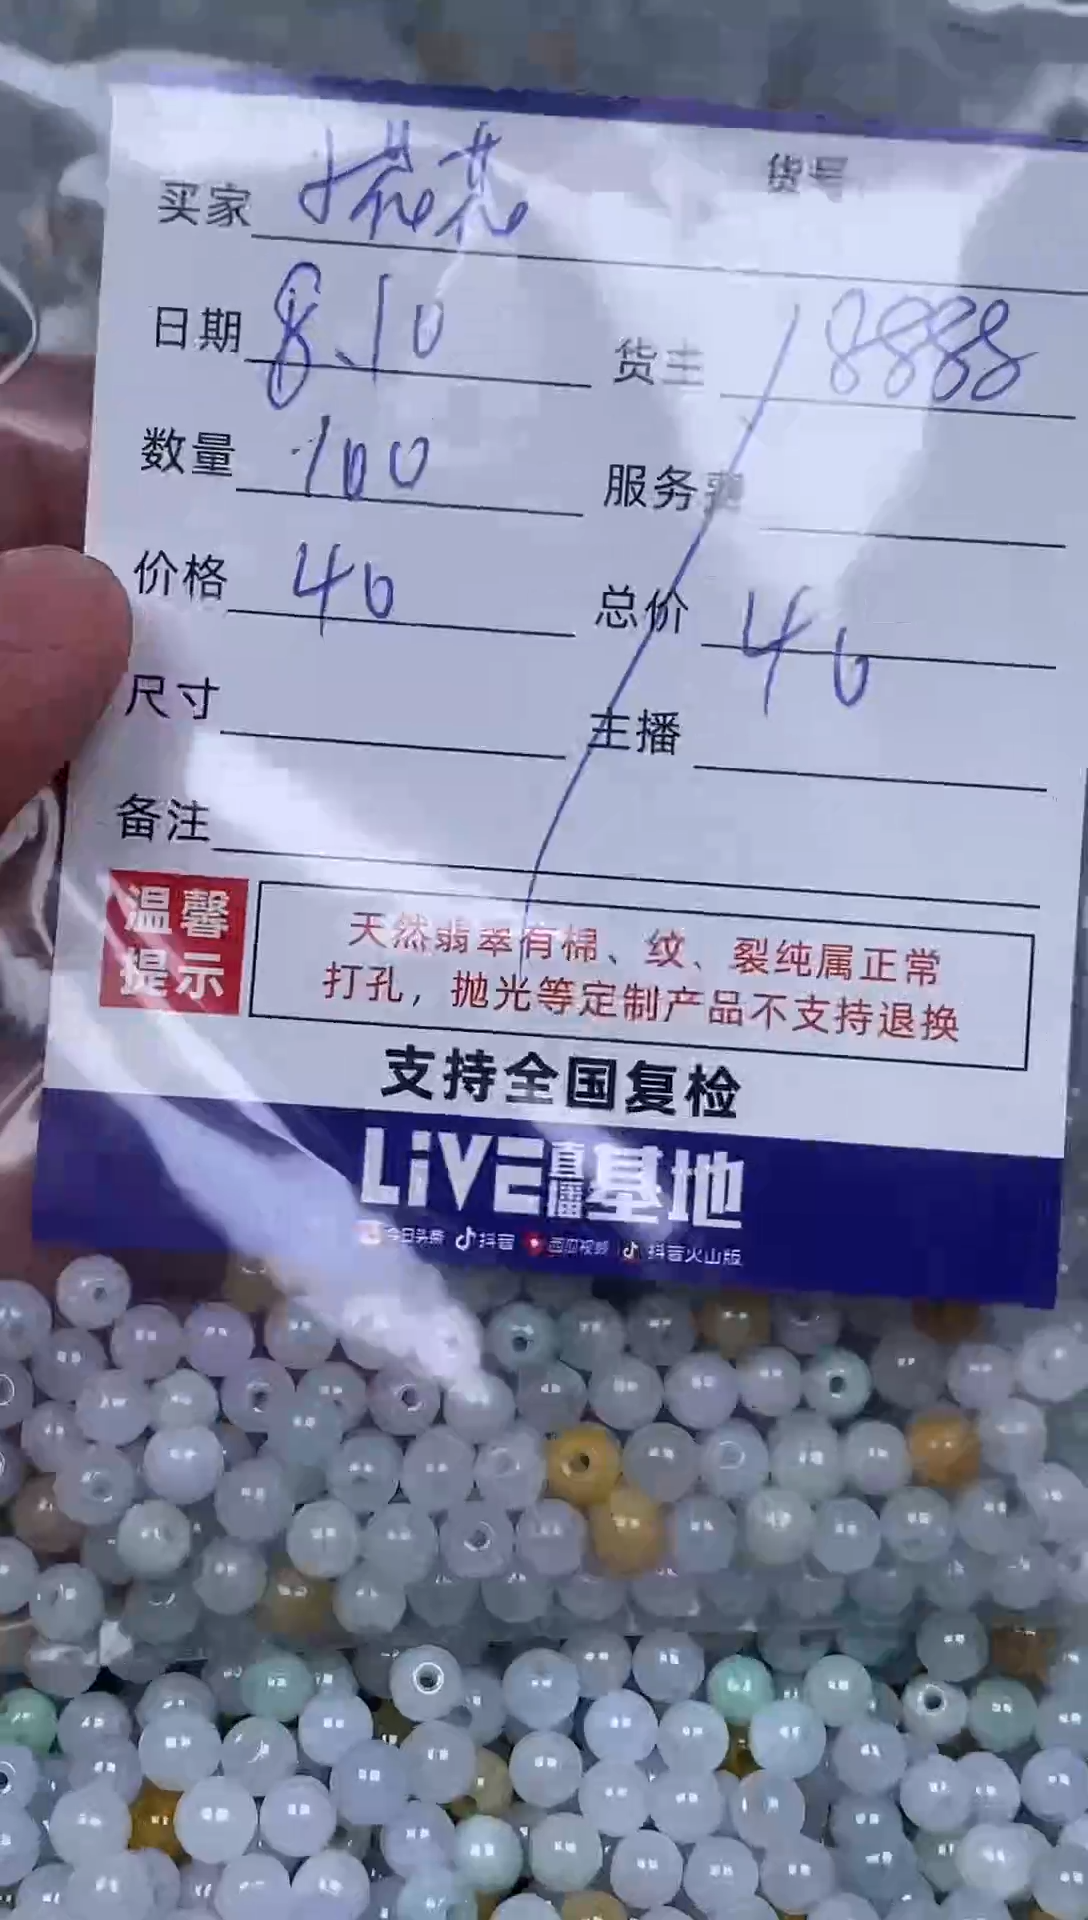 买家 货号
日期 8.10 货主 8888
数量 100 服务费
价格 40 总价 40
尺寸 主播
备注
温馨
提示
天然翡翠有棉、纹、裂纯属正常
打孔，抛光等定制产品不支持退换
支持全国复检
LiVE直播基地
今日头条 抖音 西瓜视频 抖音火山版